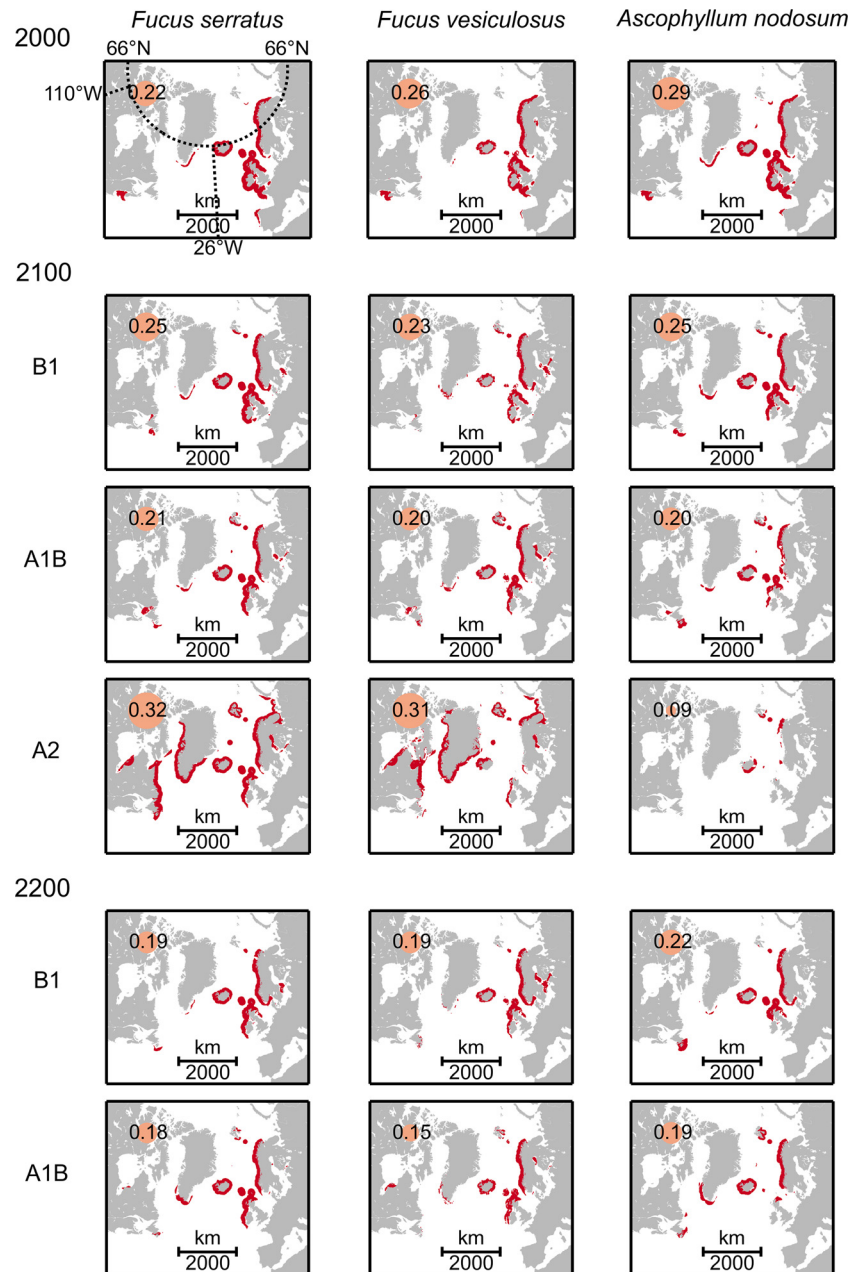 Fucus serratus Fucus vesiculosus Ascophyllum nodosum
2000
66°N 66°N
110°W 0.22 0.26 0.29
km km km
2000 2000 2000
26°W
2100
B1
0.25 0.23 0.25
km km km
2000 2000 2000
A1B
0.21 0.20 0.20
km km km
2000 2000 2000
A2
0.32 0.31 0.09
km km km
2000 2000 2000
2200
B1
0.19 0.19 0.22
km km km
2000 2000 2000
A1B
0.18 0.15 0.19
km km km
2000 2000 2000